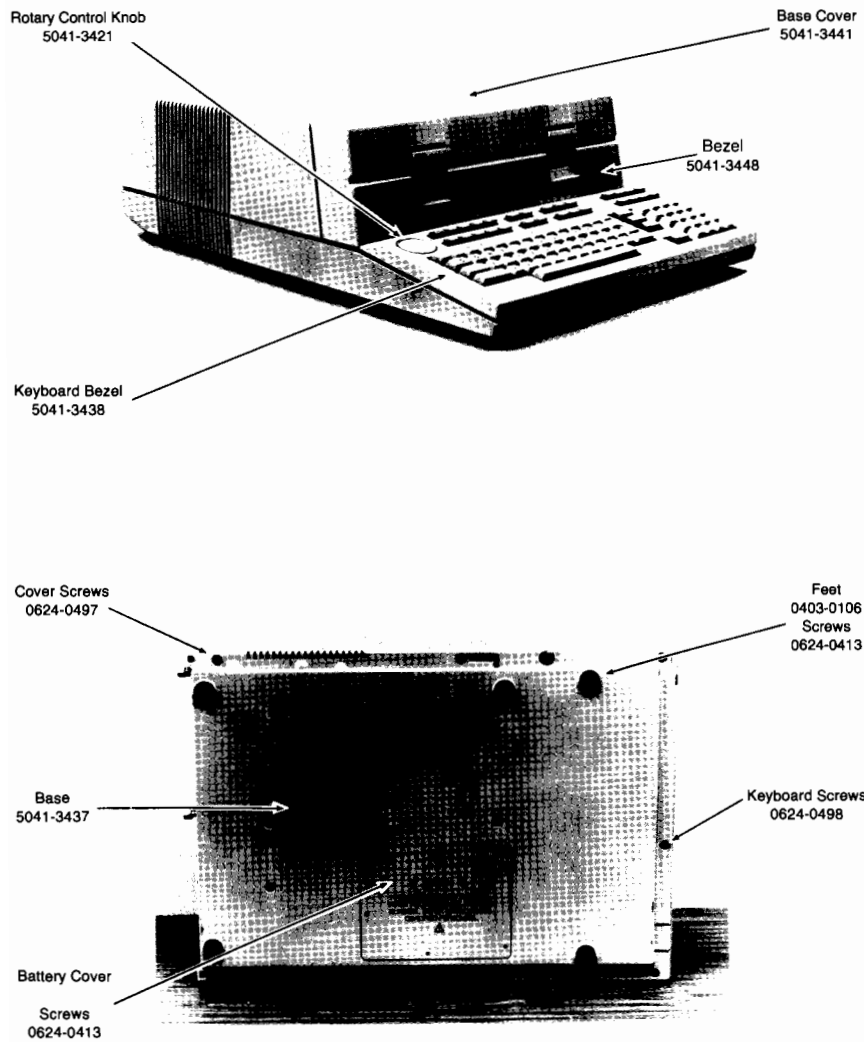 Rotary Control Knob
5041-3421
Base Cover
5041-3441
Bezel
5041-3448
Keyboard Bezel
5041-3438
Cover Screws
0624-0497
Feet
0403-0106
Screws
0624-0413
Base
5041-3437
Keyboard Screws
0624-0498
Battery Cover
Screws
0624-0413